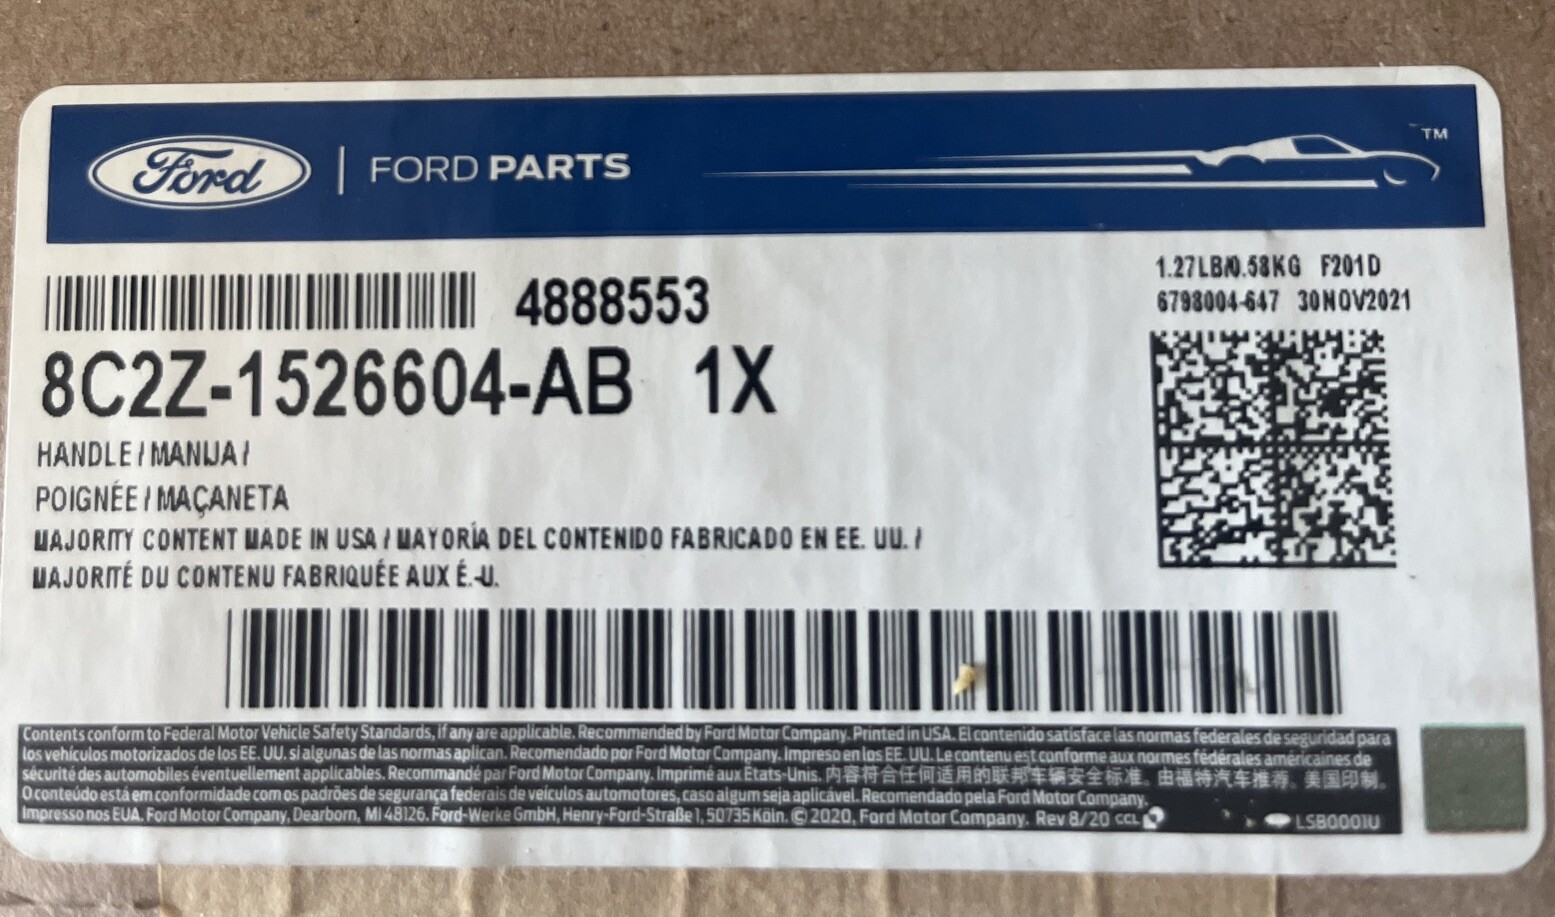 Ford | FORD PARTS
TM
1.27LB/0.58KG F201D
6798004-647 30NOV2021
4888553
8C2Z-1526604-AB 1X
HANDLE / MANIJA /
POIGNÉE / MAÇANETA
MAJORITY CONTENT MADE IN USA / MAYORÍA DEL CONTENIDO FABRICADO EN EE. UU. /
MAJORITÉ DU CONTENU FABRIQUÉE AUX É.-U.
Contents conform to Federal Motor Vehicle Safety Standards, if any are applicable. Recommended by Ford Motor Company. Printed in USA. El contenido satisface las normas federales de seguridad para
los vehículos motorizados de los EE. UU. si algunas de las normas aplican. Recomendado por Ford Motor Company. Impreso en los EE. UU. Le contenu est conforme aux normes fédérales américaines de
sécurité des automobiles éventuellement applicables. Recommandé par Ford Motor Company. Imprimé aux États-Unis. 内容符合任何适用的联邦车辆安全标准。由福特汽车推荐。美国印制。
O conteúdo está em conformidade com os padrões de segurança federais de veículos automotores, caso algum seja aplicável. Recomendado pela Ford Motor Company.
Impresso nos EUA. Ford Motor Company, Dearborn, MI 48126. Ford-Werke GmbH, Henry-Ford-Straße 1, 50735 Köln. © 2020, Ford Motor Company. Rev 8/20 CCL
LSB0001U